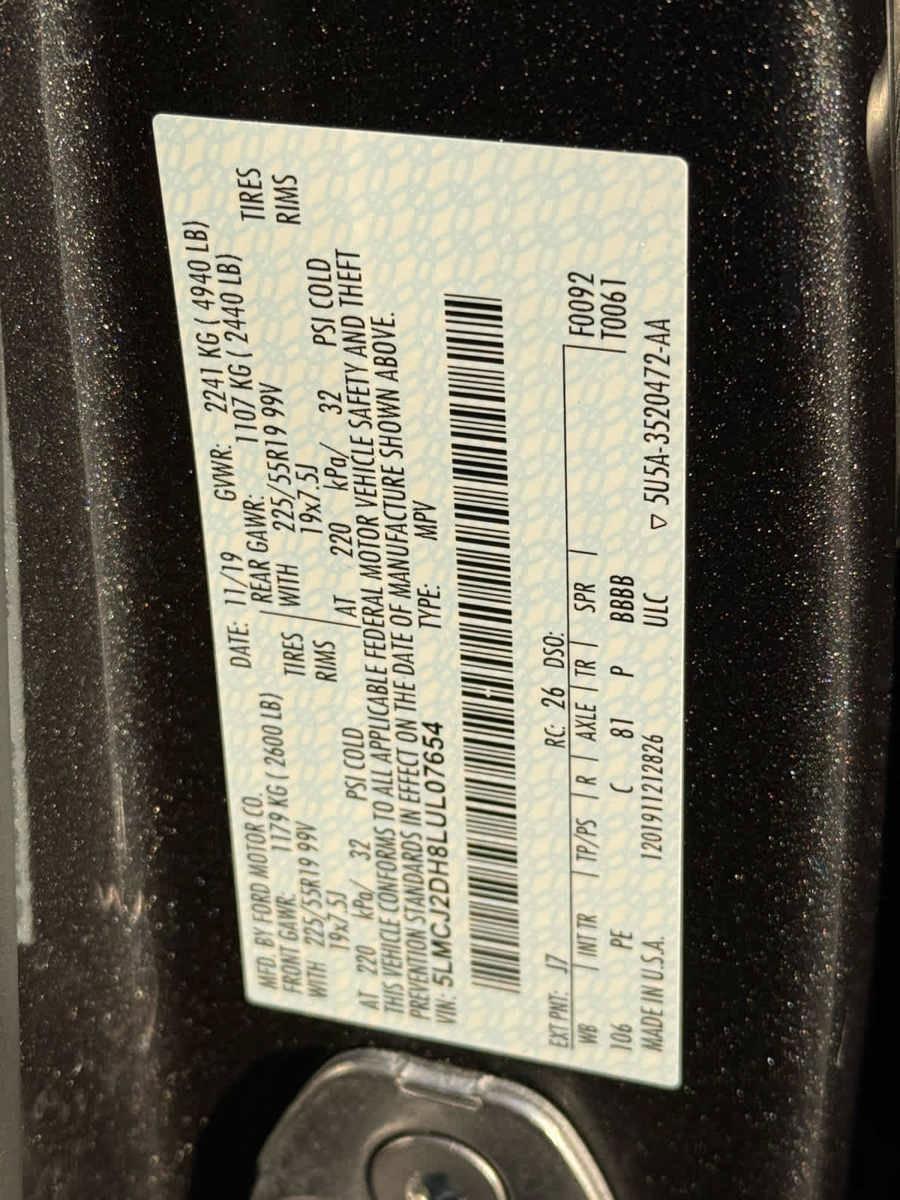 MFD. BY FORD MOTOR CO. DATE: 11/19 GVWR: 2241 KG ( 4940 LB)
FRONT GAWR: 1179 KG ( 2600 LB) REAR GAWR: 1107 KG ( 2440 LB)
WITH 225/55R19 99V TIRES WITH 225/55R19 99V TIRES
19x7.5J RIMS 19x7.5J RIMS
AT 220 kPa/ 32 PSI COLD AT 220 kPa/ 32 PSI COLD
THIS VEHICLE CONFORMS TO ALL APPLICABLE FEDERAL MOTOR VEHICLE SAFETY AND THEFT
PREVENTION STANDARDS IN EFFECT ON THE DATE OF MANUFACTURE SHOWN ABOVE.
VIN: 5LMCJ2DH8LUL07654 TYPE: MPV
EXT PNT: J7 RC: 26 DSO: F0092
WB INT TR TP/PS R AXLE TR SPR T0061
106 PE C 81 P BBBB
MADE IN U.S.A. 120191121 2826 ULC ▽ 5U5A-3520472-AA